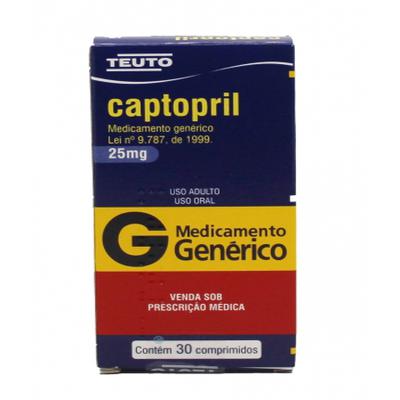 TEUTO
captopril
Medicamento genérico
Lei nº 9.787, de 1999.
25mg
USO ADULTO
USO ORAL
G Medicamento
Genérico
VENDA SOB
PRESCRIÇÃO MÉDICA
Contém 30 comprimidos